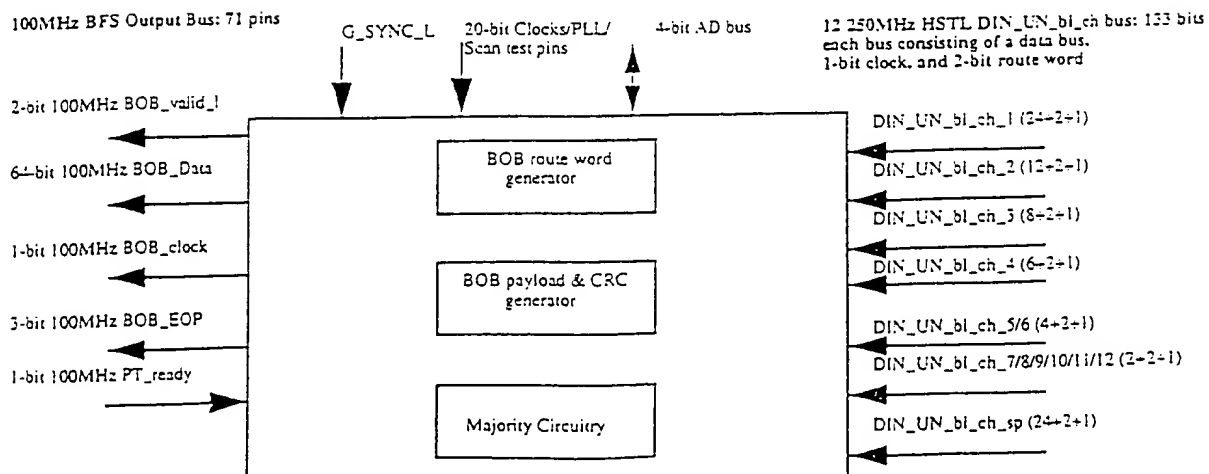 100MHz BFS Output Bus: 71 pins
G_SYNC_L
20-bit Clocks/PLL/
Scan test pins
4-bit AD bus
12 250MHz HSTL DIN_UN_bl_ch bus: 133 bits
each bus consisting of a data bus,
1-bit clock, and 2-bit route word
2-bit 100MHz BOB_valid_l
64-bit 100MHz BOB_Data
1-bit 100MHz BOB_clock
3-bit 100MHz BOB_EOP
1-bit 100MHz PT_ready
BOB route word
generator
BOB payload & CRC
generator
Majority Circuitry
DIN_UN_bl_ch_1 (24+2+1)
DIN_UN_bl_ch_2 (12+2+1)
DIN_UN_bl_ch_3 (8+2+1)
DIN_UN_bl_ch_4 (6+2+1)
DIN_UN_bl_ch_5/6 (4+2+1)
DIN_UN_bl_ch_7/8/9/10/11/12 (2+2+1)
DIN_UN_bl_ch_sp (24+2+1)